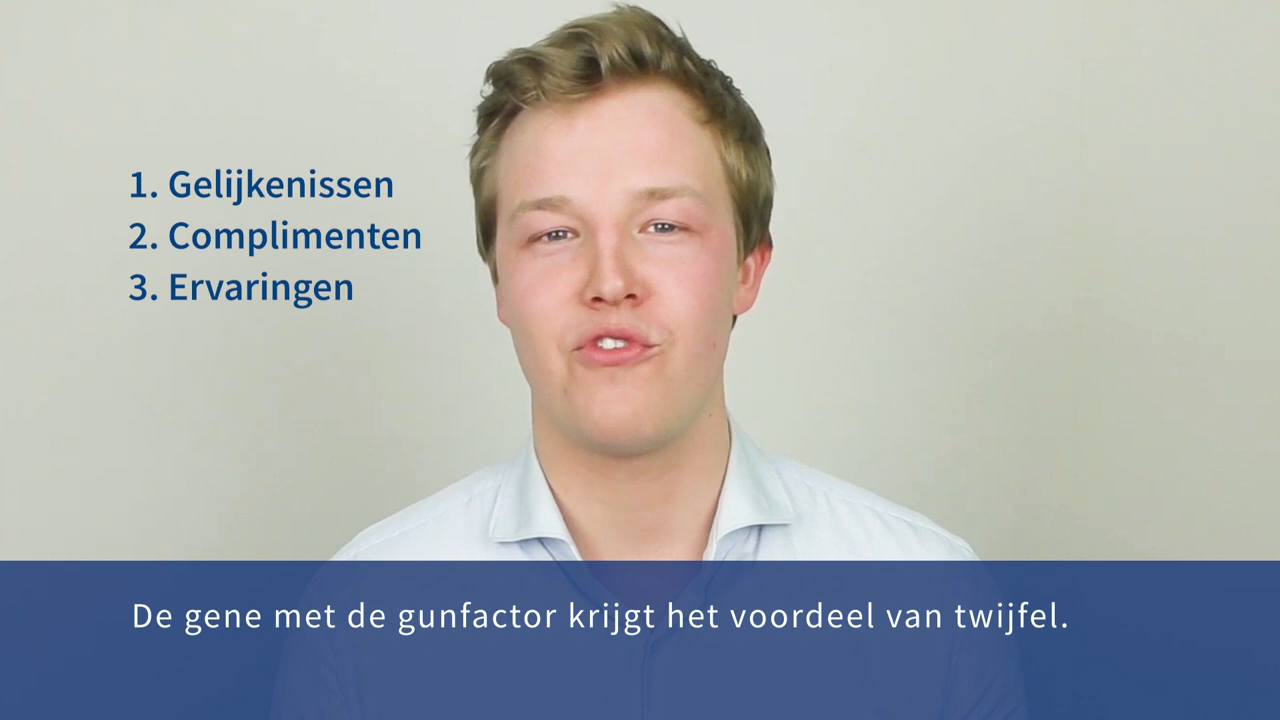 1. Gelijkenissen
2. Complimenten
3. Ervaringen
De gene met de gunfactor krijgt het voordeel van twijfel.